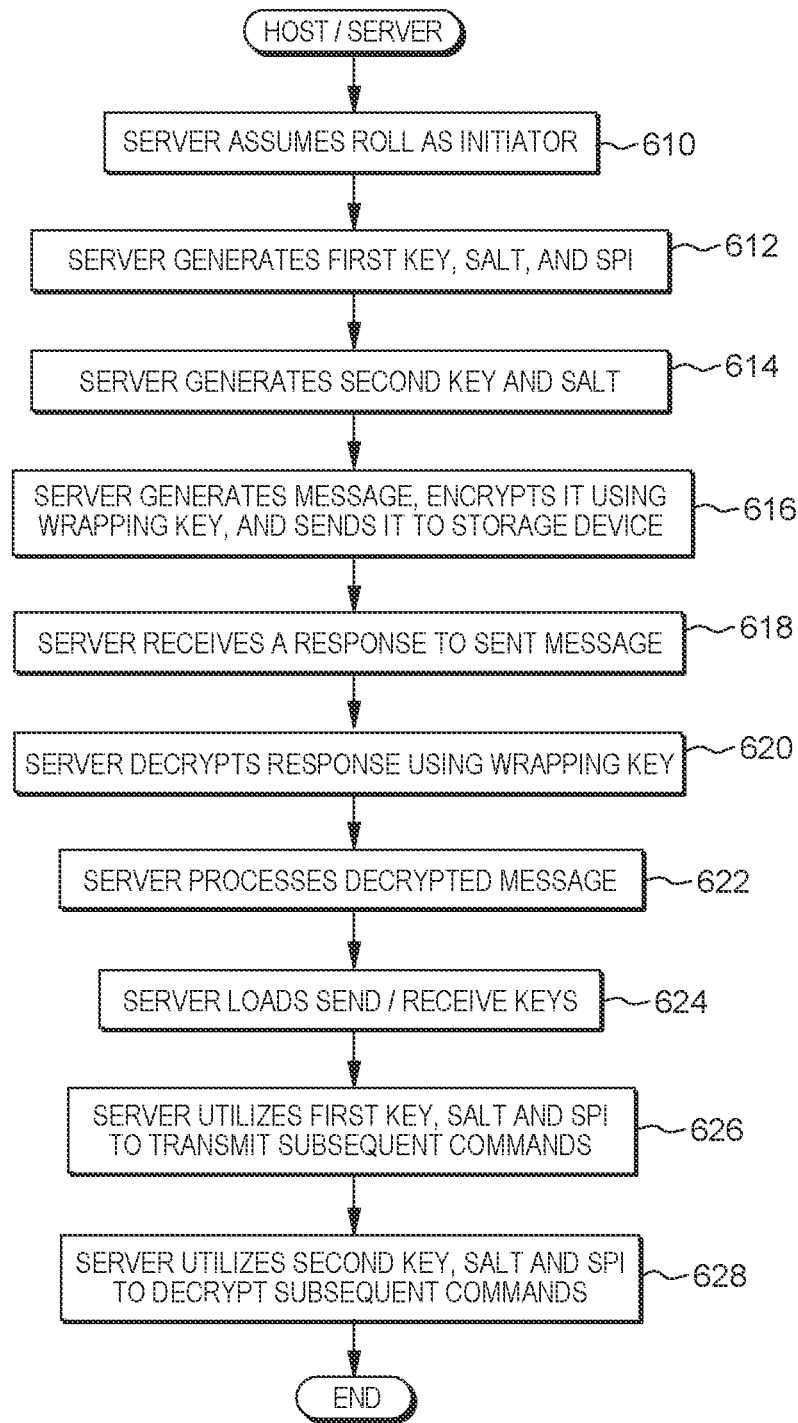 HOST / SERVER
SERVER ASSUMES ROLL AS INITIATOR
610
SERVER GENERATES FIRST KEY, SALT, AND SPI
612
SERVER GENERATES SECOND KEY AND SALT
614
SERVER GENERATES MESSAGE, ENCRYPTS IT USING
WRAPPING KEY, AND SENDS IT TO STORAGE DEVICE
616
SERVER RECEIVES A RESPONSE TO SENT MESSAGE
618
SERVER DECRYPTS RESPONSE USING WRAPPING KEY
620
SERVER PROCESSES DECRYPTED MESSAGE
622
SERVER LOADS SEND / RECEIVE KEYS
624
SERVER UTILIZES FIRST KEY, SALT AND SPI
TO TRANSMIT SUBSEQUENT COMMANDS
626
SERVER UTILIZES SECOND KEY, SALT AND SPI
TO DECRYPT SUBSEQUENT COMMANDS
628
END